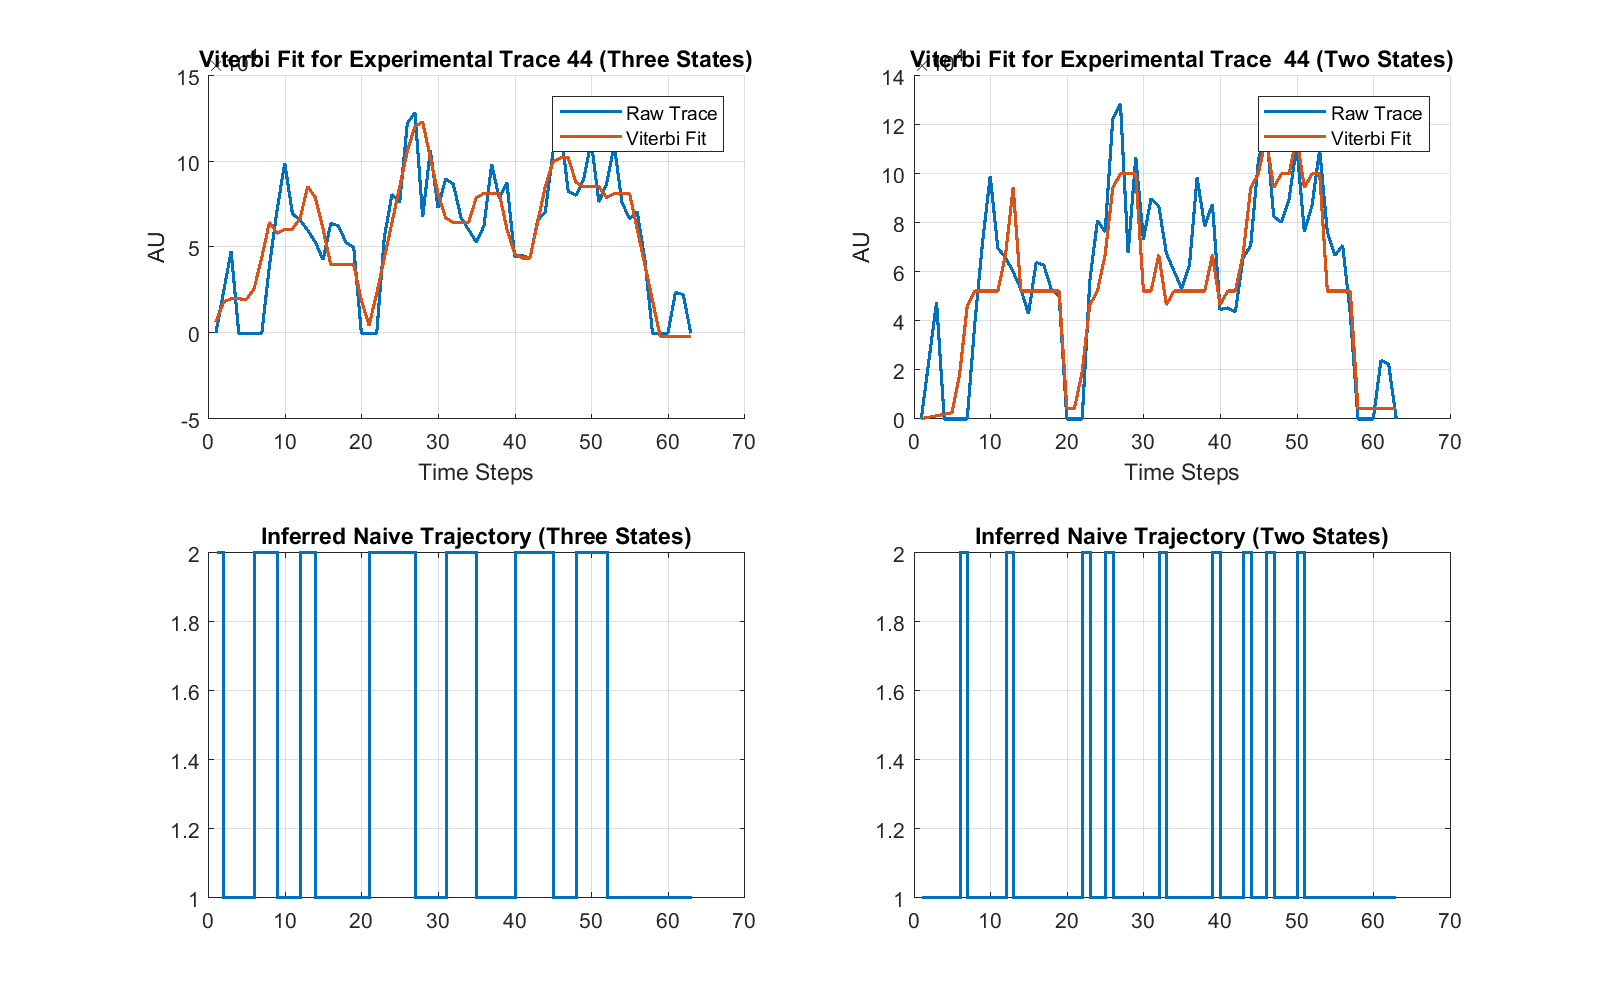 Viterbi Fit for Experimental Trace 44 (Three States)
15
10
5
0
-5
AU
Raw Trace
Viterbi Fit
0 10 20 30 40 50 60 70
Time Steps
Viterbi Fit for Experimental Trace 44 (Two States)
14
12
10
8
6
4
2
0
AU
Raw Trace
Viterbi Fit
0 10 20 30 40 50 60 70
Time Steps
Inferred Naive Trajectory (Three States)
2
1.8
1.6
1.4
1.2
1
0 10 20 30 40 50 60 70
Inferred Naive Trajectory (Two States)
2
1.8
1.6
1.4
1.2
1
0 10 20 30 40 50 60 70